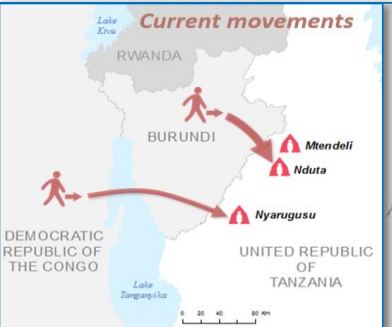 Current movements
Lake
Kivu
RWANDA
BURUNDI
Mtendeli
Nduta
Nyarugusu
DEMOCRATIC
REPUBLIC OF
THE CONGO
UNITED REPUBLIC
OF
TANZANIA
Lake
Tanganyika
0 20 40 80 Km